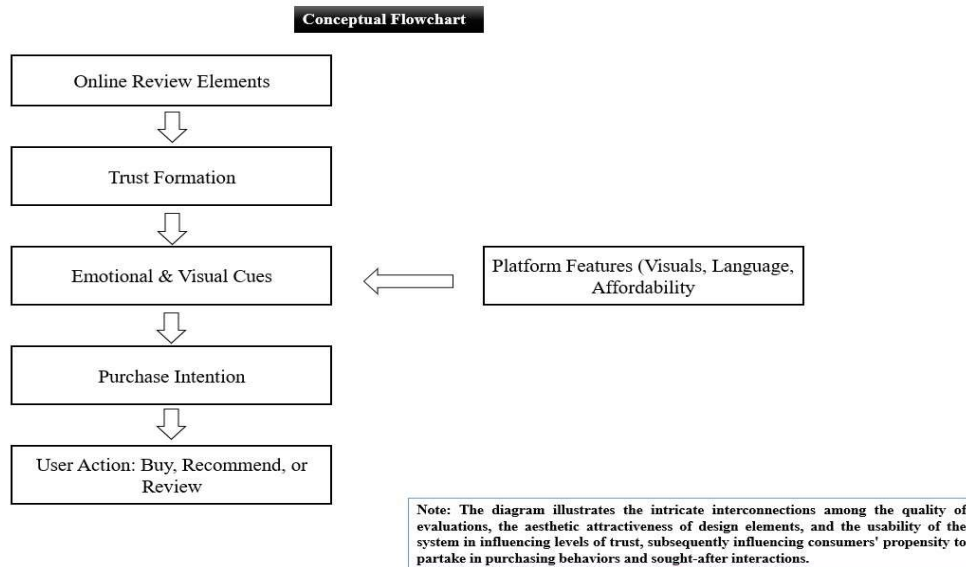 Conceptual Flowchart
Online Review Elements
Trust Formation
Emotional & Visual Cues
Platform Features (Visuals, Language,
Affordability
Purchase Intention
User Action: Buy, Recommend, or
Review
Note: The diagram illustrates the intricate interconnections among the quality of
evaluations, the aesthetic attractiveness of design elements, and the usability of the
system in influencing levels of trust, subsequently influencing consumers' propensity to
partake in purchasing behaviors and sought-after interactions.